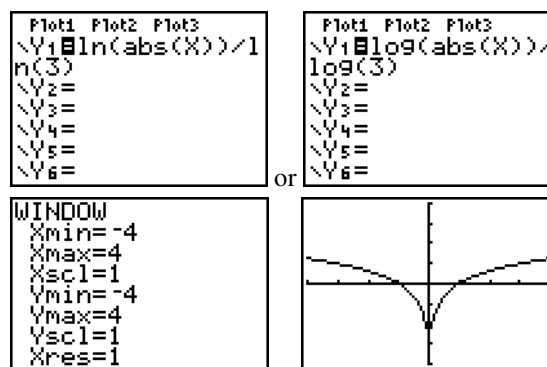 Plot1 Plot2 Plot3
\Y1=ln(abs(X))/l
n(3)
\Y2=
\Y3=
\Y4=
\Y5=
\Y6=
or
Plot1 Plot2 Plot3
\Y1=log(abs(X))/
log(3)
\Y2=
\Y3=
\Y4=
\Y5=
\Y6=
WINDOW
Xmin=-4
Xmax=4
Xscl=1
Ymin=-4
Ymax=4
Yscl=1
Xres=1